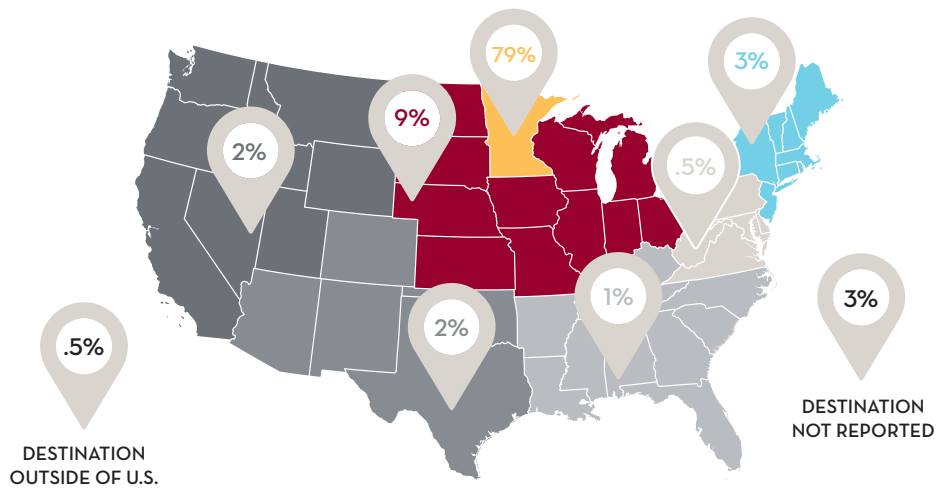 79%
3%
9%
2%
.5%
1%
3%
2%
.5%
DESTINATION
NOT REPORTED
DESTINATION
OUTSIDE OF U.S.